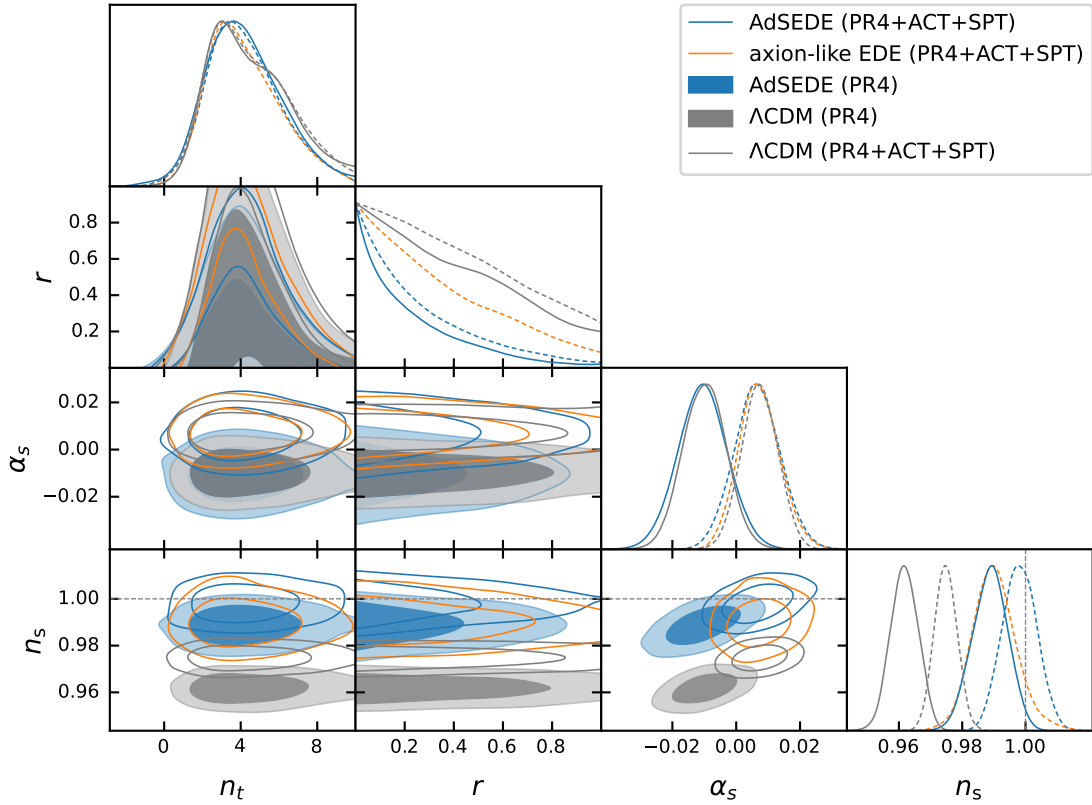 AdSEDE (PR4+ACT+SPT)
axion-like EDE (PR4+ACT+SPT)
AdSEDE (PR4)
ΛCDM (PR4)
ΛCDM (PR4+ACT+SPT)
0.8
0.6
0.4
0.2
r
0.02
0.00
−0.02
α_s
1.00
0.98
0.96
n_s
0 4 8
0.2 0.4 0.6 0.8
−0.02 0.00 0.02
0.96 0.98 1.00
n_t r α_s n_s